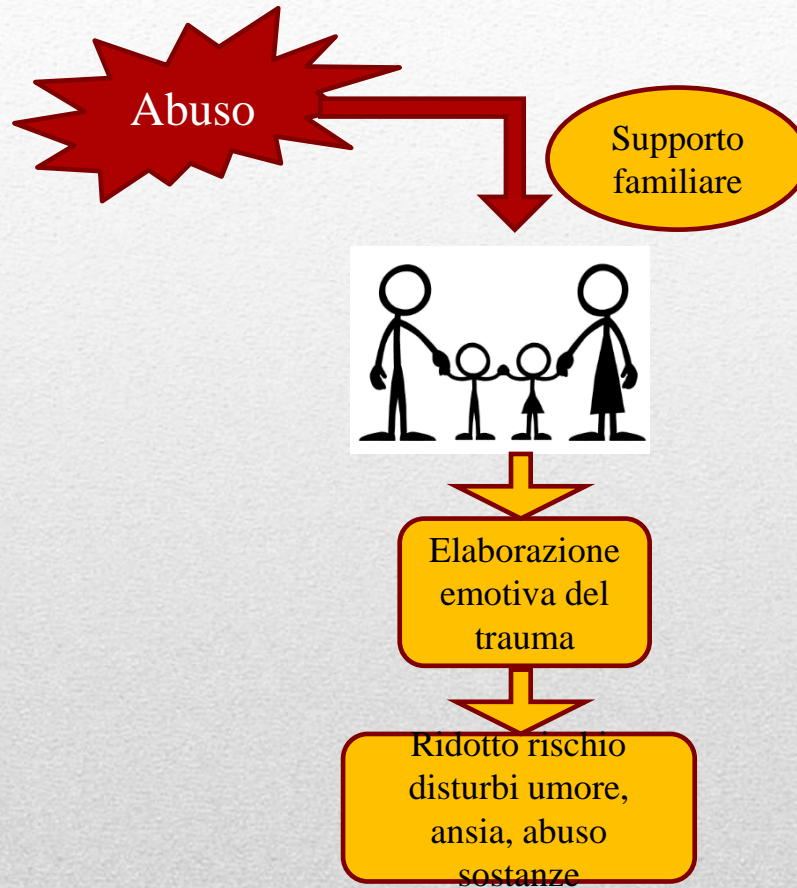 Abuso
Supporto
familiare
Elaborazione
emotiva del
trauma
Ridotto rischio
disturbi umore,
ansia, abuso
sostanze